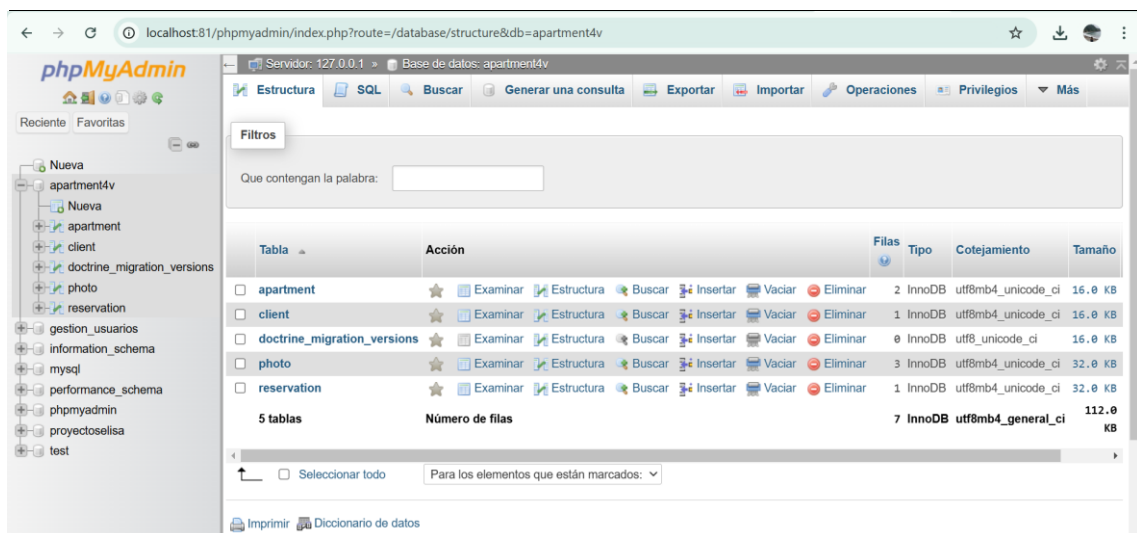 localhost:81/phpmyadmin/index.php?route=/database/structure&db=apartment4v
phpMyAdmin
Reciente Favoritas
Nueva
apartment4v
Nueva
apartment
client
doctrine_migration_versions
photo
reservation
gestion_usuarios
information_schema
mysql
performance_schema
phpmyadmin
proyectoselisa
test
Servidor: 127.0.0.1 » Base de datos: apartment4v
Estructura SQL Buscar Generar una consulta Exportar Importar Operaciones Privilegios Más
Filtros
Que contengan la palabra:
Tabla Acción Filas Tipo Cotejamiento Tamaño
apartment Examinar Estructura Buscar Insertar Vaciar Eliminar 2 InnoDB utf8mb4_unicode_ci 16.0 KB
client Examinar Estructura Buscar Insertar Vaciar Eliminar 1 InnoDB utf8mb4_unicode_ci 16.0 KB
doctrine_migration_versions Examinar Estructura Buscar Insertar Vaciar Eliminar 0 InnoDB utf8_unicode_ci 16.0 KB
photo Examinar Estructura Buscar Insertar Vaciar Eliminar 3 InnoDB utf8mb4_unicode_ci 32.0 KB
reservation Examinar Estructura Buscar Insertar Vaciar Eliminar 1 InnoDB utf8mb4_unicode_ci 32.0 KB
5 tablas Número de filas 7 InnoDB utf8mb4_general_ci 112.0
KB
Seleccionar todo Para los elementos que están marcados:
Imprimir Diccionario de datos